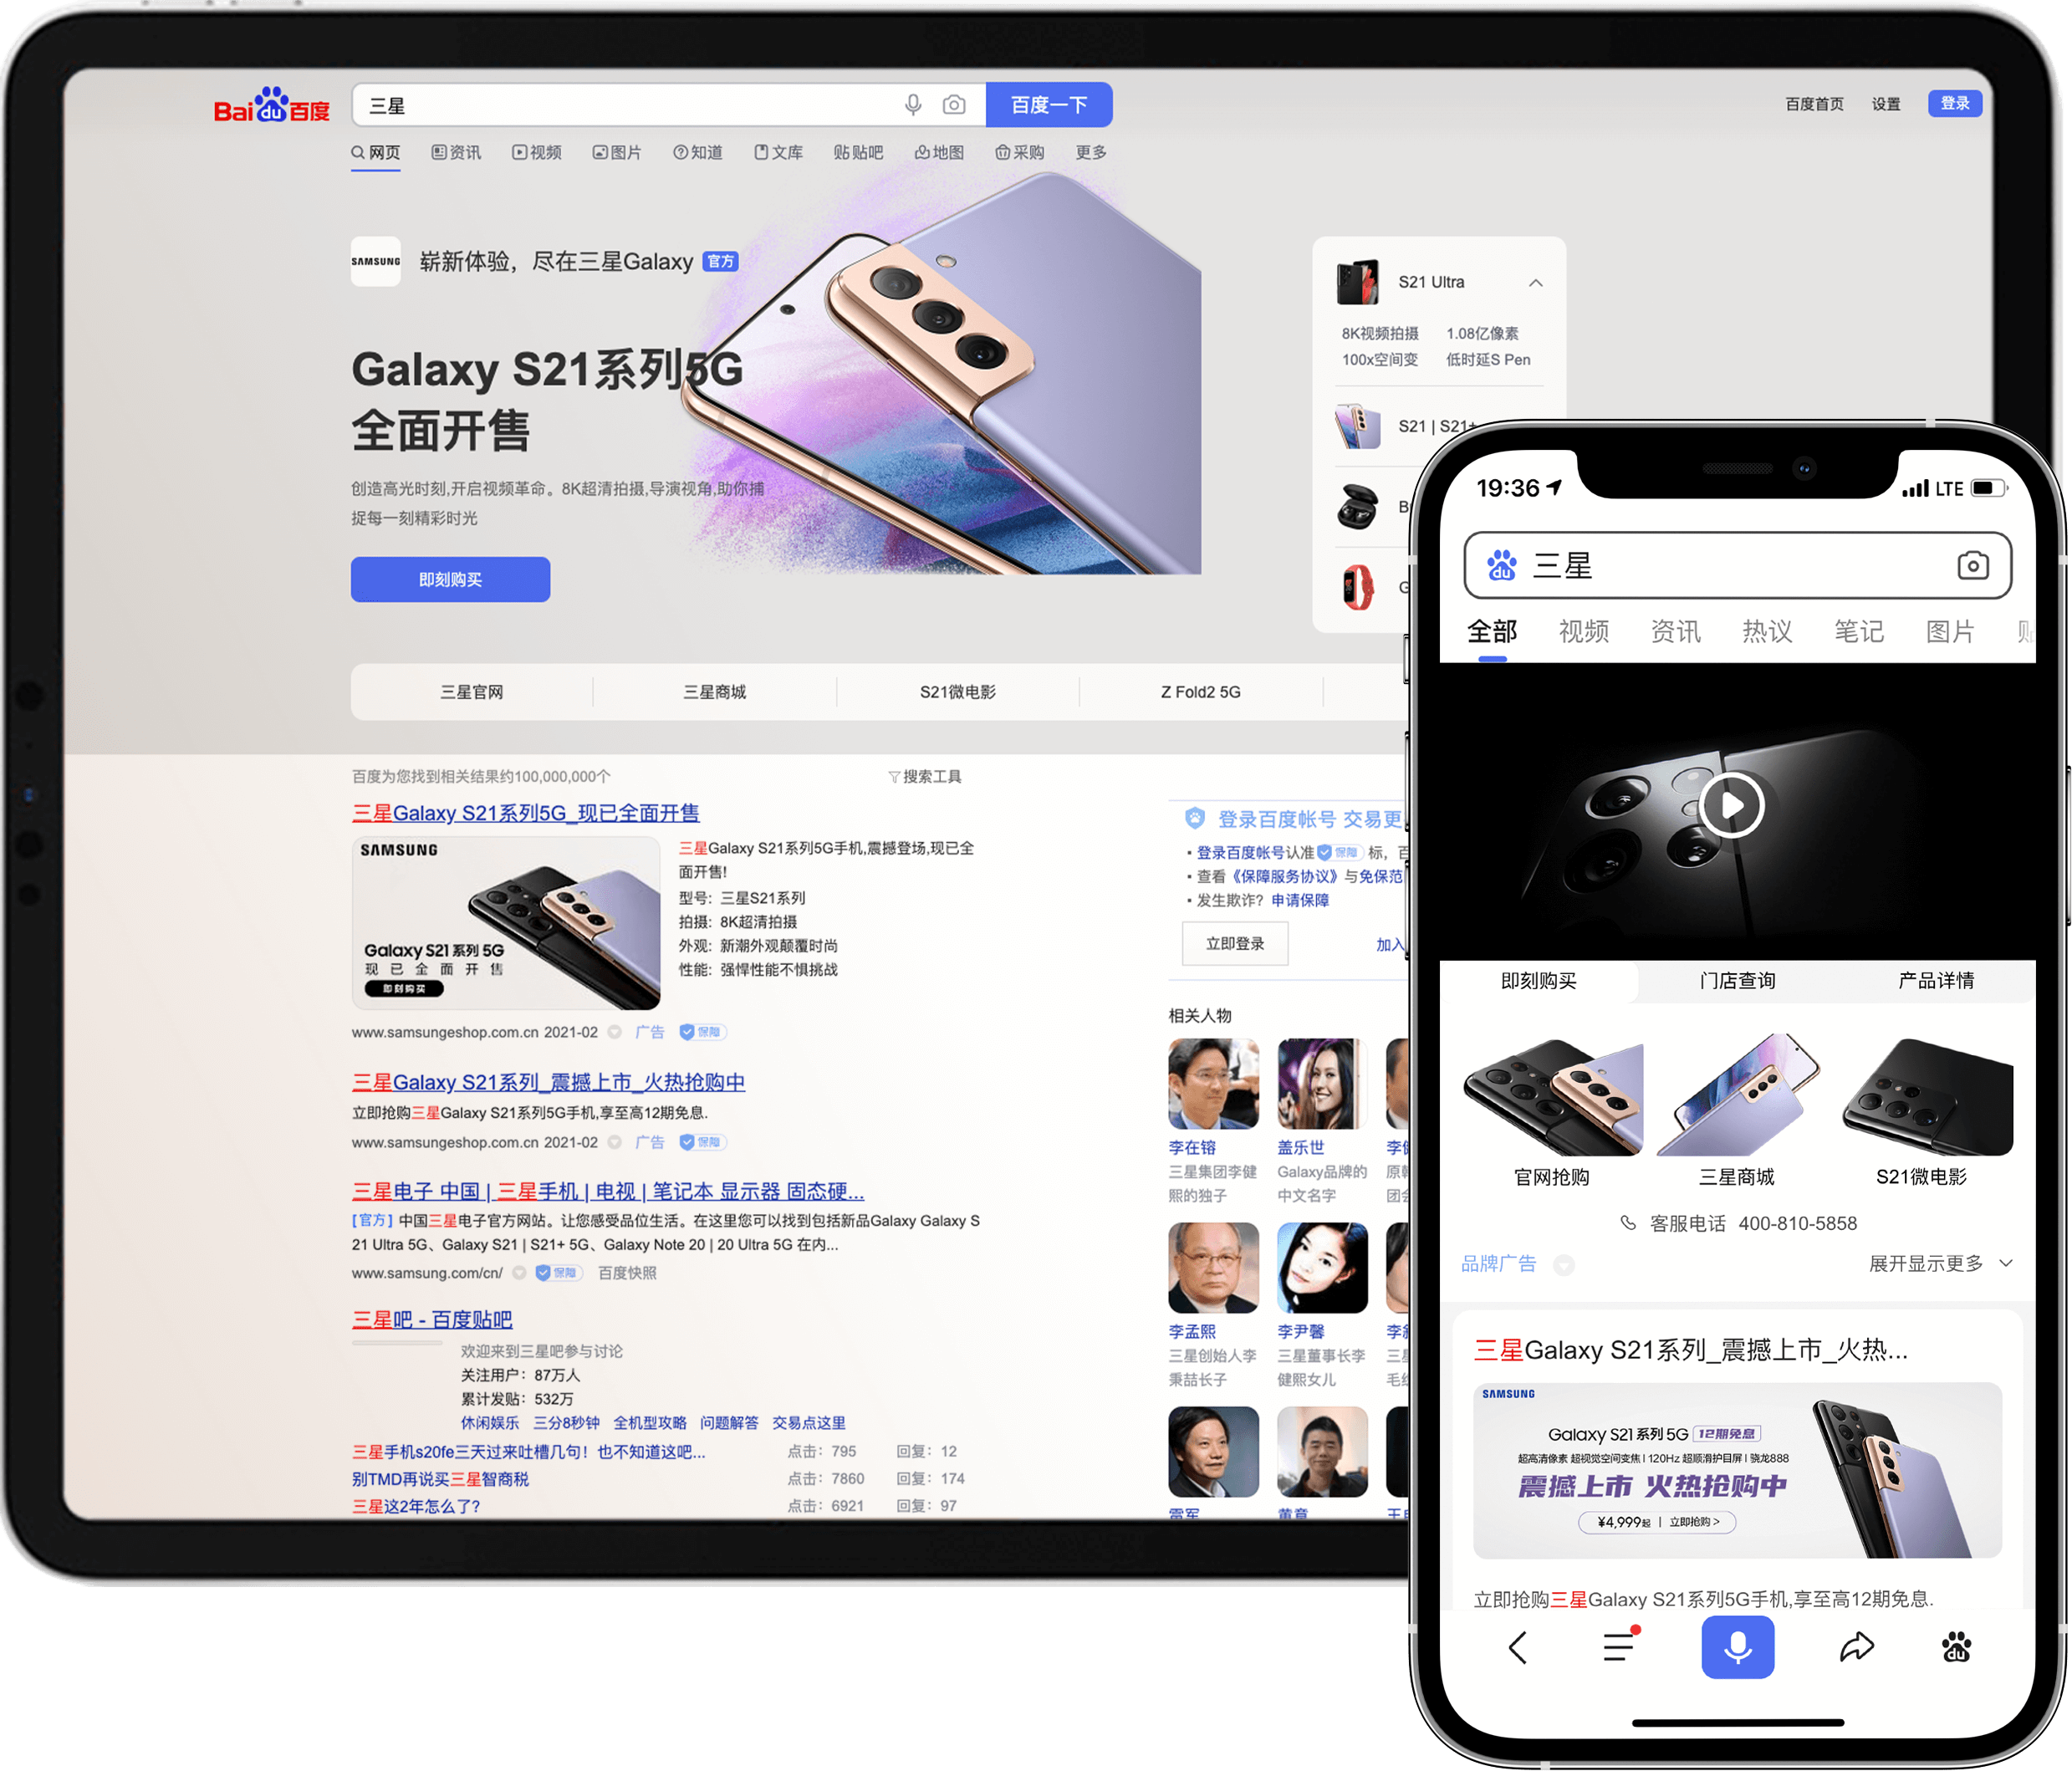 Baidu百度
三星
百度一下
百度首页 设置 登录
网页 资讯 视频 图片 知道 文库 贴贴吧 地图 采购 更多
SAMSUNG
崭新体验，尽在三星Galaxy 官方
Galaxy S21系列5G
全面开售
创造高光时刻,开启视频革命。8K超清拍摄,导演视角,助你捕
捉每一刻精彩时光
即刻购买
S21 Ultra
8K视频拍摄 1.08亿像素
100x空间变 低时延S Pen
S21 | S21+
B
G
三星官网 三星商城 S21微电影 Z Fold2 5G
百度为您找到相关结果约100,000,000个
搜索工具
三星Galaxy S21系列5G_现已全面开售
SAMSUNG
Galaxy S21 系列 5G
现已全面开售
即刻购买
三星Galaxy S21系列5G手机,震撼登场,现已全
面开售!
型号: 三星S21系列
拍摄: 8K超清拍摄
外观: 新潮外观颠覆时尚
性能: 强悍性能不惧挑战
www.samsungeshop.com.cn 2021-02 广告 保障
三星Galaxy S21系列_震撼上市_火热抢购中
立即抢购三星Galaxy S21系列5G手机,享至高12期免息.
www.samsungeshop.com.cn 2021-02 广告 保障
三星电子 中国 | 三星手机 | 电视 | 笔记本 显示器 固态硬...
[官方] 中国三星电子官方网站。让您感受品位生活。在这里您可以找到包括新品Galaxy Galaxy S
21 Ultra 5G、Galaxy S21 | S21+ 5G、Galaxy Note 20 | 20 Ultra 5G 在内...
www.samsung.com/cn/ 保障 百度快照
三星吧 - 百度贴吧
欢迎来到三星吧参与讨论
关注用户：87万人
累计发贴：532万
休闲娱乐 三分8秒钟 全机型攻略 问题解答 交易点这里
三星手机s20fe三天过来吐槽几句！也不知道这吧... 点击：795 回复：12
别TMD再说买三星智商税 点击：7860 回复：174
三星这2年怎么了? 点击：6921 回复：97
登录百度帐号 交易更
登录百度帐号认准 保障 标，百
查看《保障服务协议》与免保范
发生欺诈？申请保障
立即登录 加入
相关人物
李在镕 盖乐世 李健
三星集团李健 Galaxy品牌的 原韩
熙的独子 中文名字 团会
李孟熙 李尹馨 李叙
三星创始人李 三星董事长李 三星
秉喆长子 健熙女儿 毛织
雷军 黄章
19:36 LTE
三星
全部 视频 资讯 热议 笔记 图片 贴
即刻购买 门店查询 产品详情
官网抢购 三星商城 S21微电影
客服电话 400-810-5858
品牌广告 展开显示更多
三星Galaxy S21系列_震撼上市_火热...
SAMSUNG
Galaxy S21 系列 5G 12期免息
超高清像素 超视觉空间变焦 | 120Hz 超顺滑护目屏 | 骁龙888
震撼上市 火热抢购中
¥4,999起 | 立即抢购 >
立即抢购三星Galaxy S21系列5G手机,享至高12期免息.
du